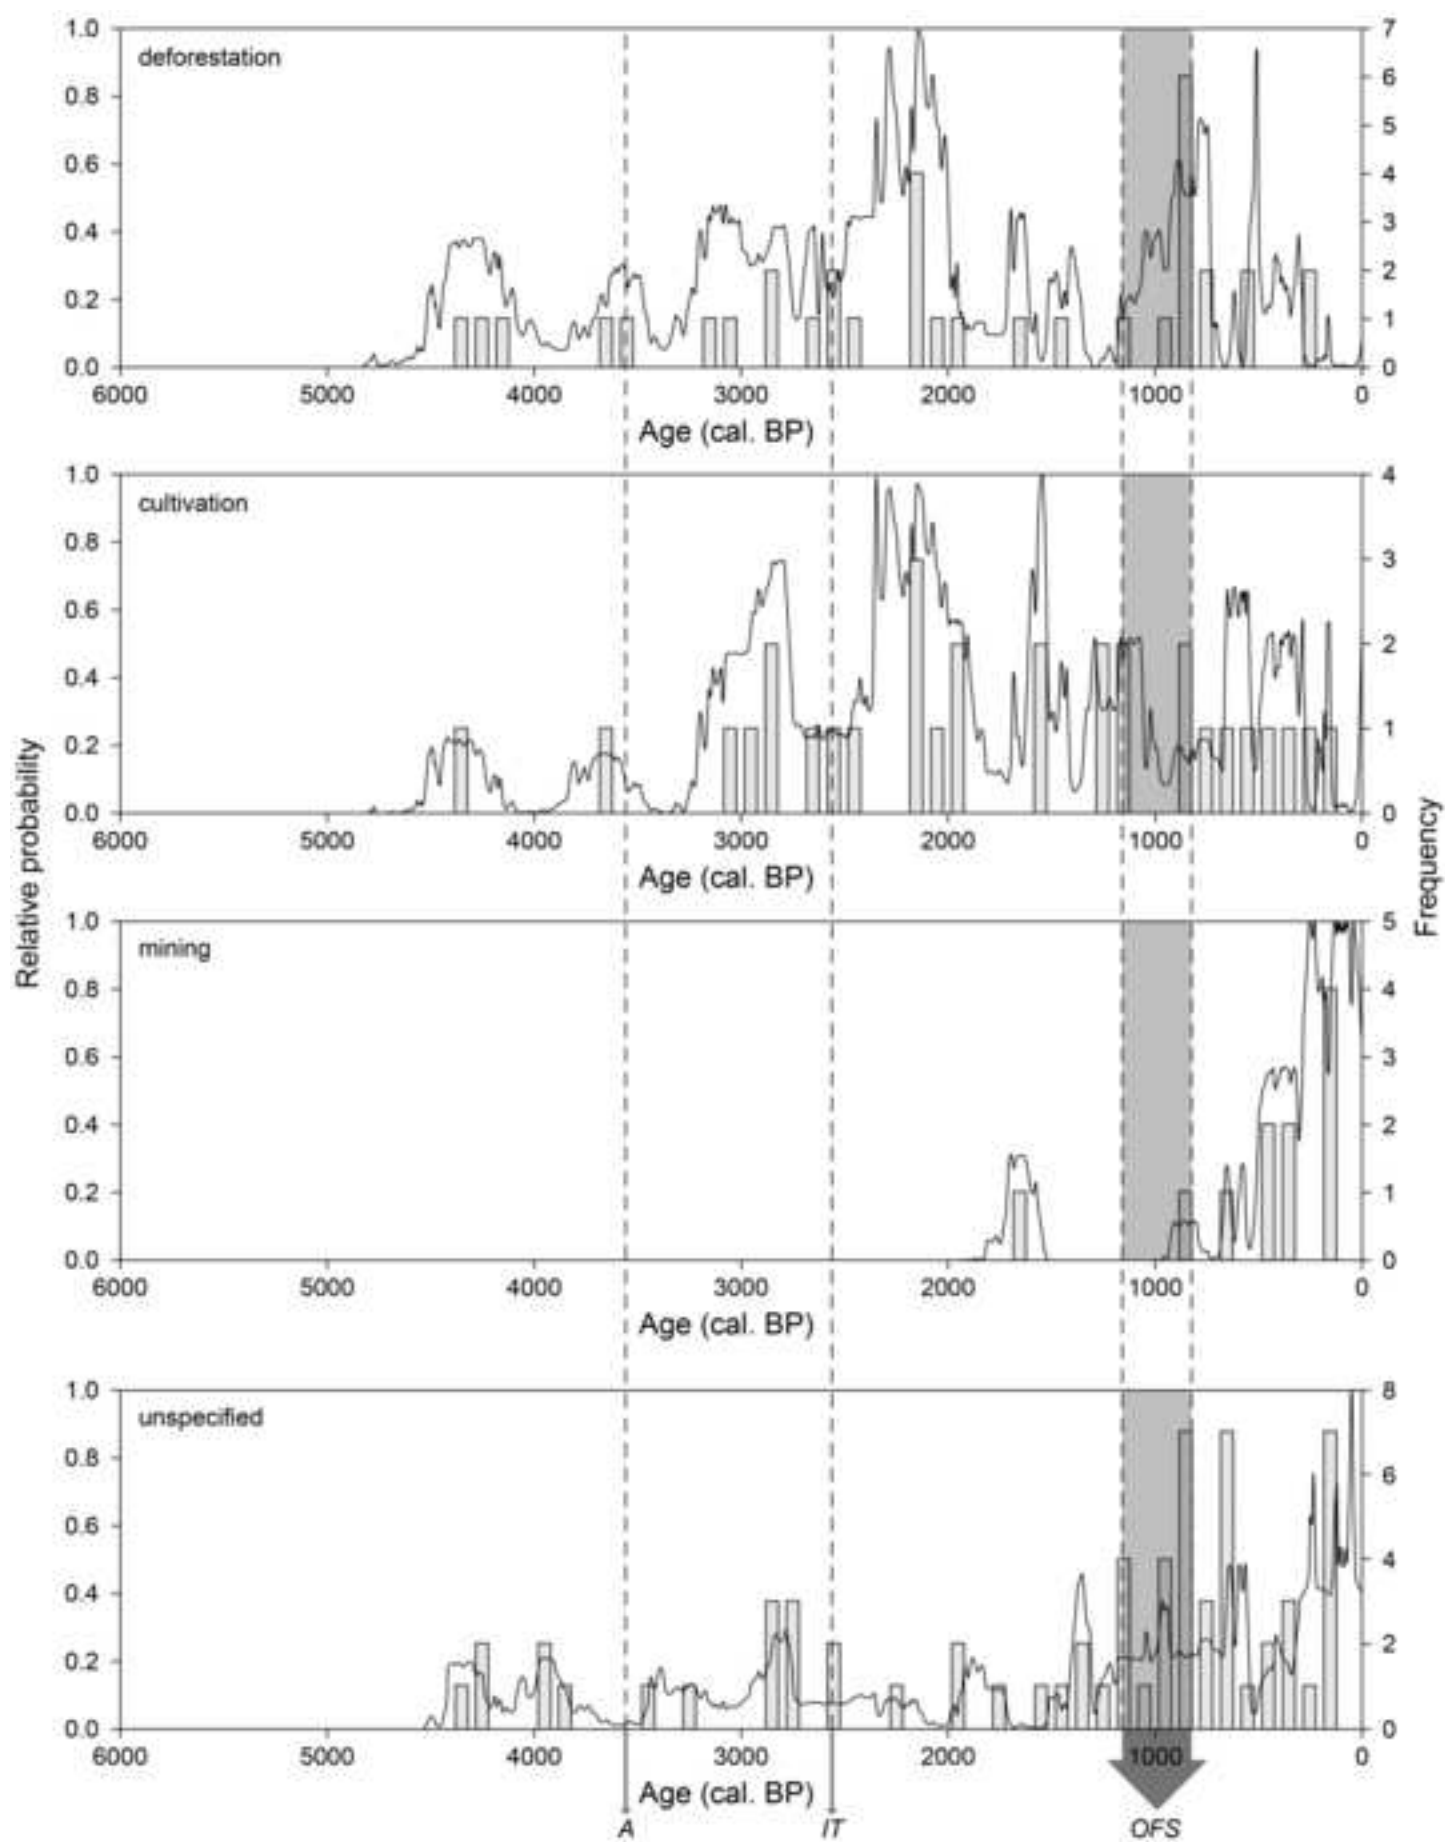 1.0 7
deforestation
0.8 6
5
0.6 4
0.4 3
2
0.2 1
0.0 0
6000 5000 4000 3000 2000 1000 0
Age (cal. BP)
1.0 4
cultivation
0.8 3
0.6
2
0.4
0.2 1
0.0 0
6000 5000 4000 3000 2000 1000 0
Age (cal. BP)
Relative probability
Frequency
1.0 5
mining
0.8 4
0.6 3
0.4 2
0.2 1
0.0 0
6000 5000 4000 3000 2000 1000 0
Age (cal. BP)
1.0 8
unspecified
0.8 6
0.6
4
0.4
0.2 2
0.0 0
6000 5000 4000 3000 2000 1000 0
Age (cal. BP)
A IT OFS